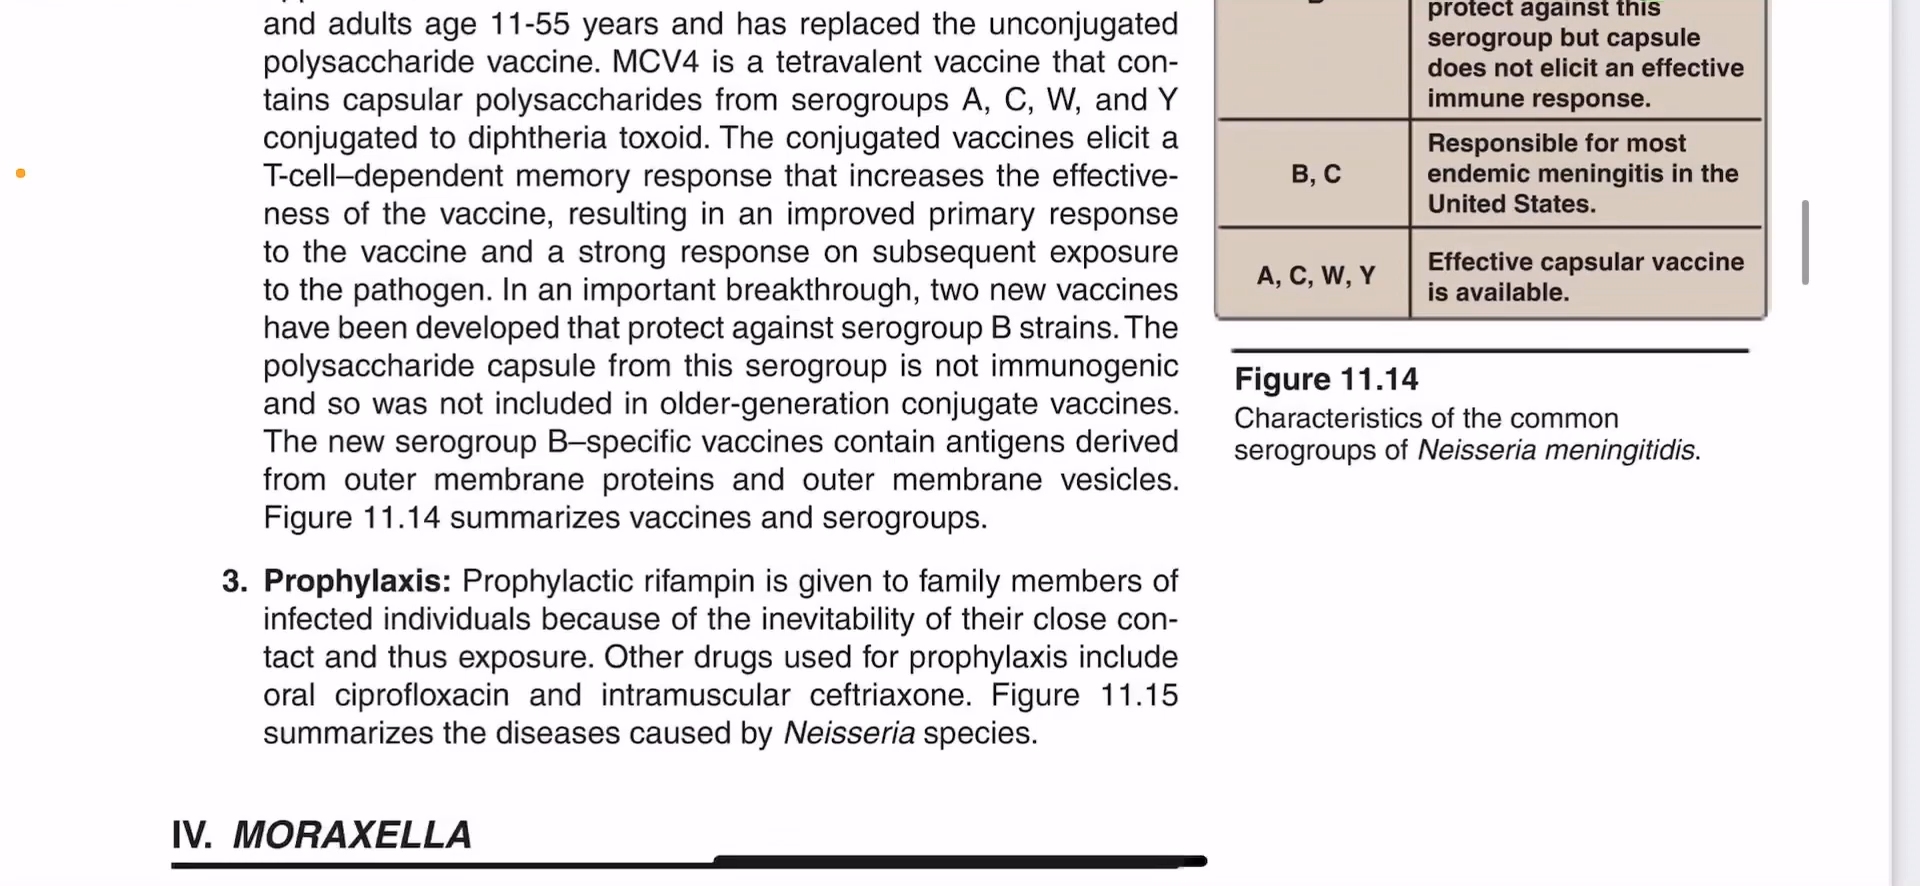 and adults age 11-55 years and has replaced the unconjugated
polysaccharide vaccine. MCV4 is a tetravalent vaccine that con-
tains capsular polysaccharides from serogroups A, C, W, and Y
conjugated to diphtheria toxoid. The conjugated vaccines elicit a
T-cell–dependent memory response that increases the effective-
ness of the vaccine, resulting in an improved primary response
to the vaccine and a strong response on subsequent exposure
to the pathogen. In an important breakthrough, two new vaccines
have been developed that protect against serogroup B strains. The
polysaccharide capsule from this serogroup is not immunogenic
and so was not included in older-generation conjugate vaccines.
The new serogroup B–specific vaccines contain antigens derived
from outer membrane proteins and outer membrane vesicles.
Figure 11.14 summarizes vaccines and serogroups.
3. Prophylaxis: Prophylactic rifampin is given to family members of
infected individuals because of the inevitability of their close con-
tact and thus exposure. Other drugs used for prophylaxis include
oral ciprofloxacin and intramuscular ceftriaxone. Figure 11.15
summarizes the diseases caused by Neisseria species.
IV. MORAXELLA
protect against this
serogroup but capsule
does not elicit an effective
immune response.
B, C
Responsible for most
endemic meningitis in the
United States.
A, C, W, Y
Effective capsular vaccine
is available.
Figure 11.14
Characteristics of the common
serogroups of Neisseria meningitidis.